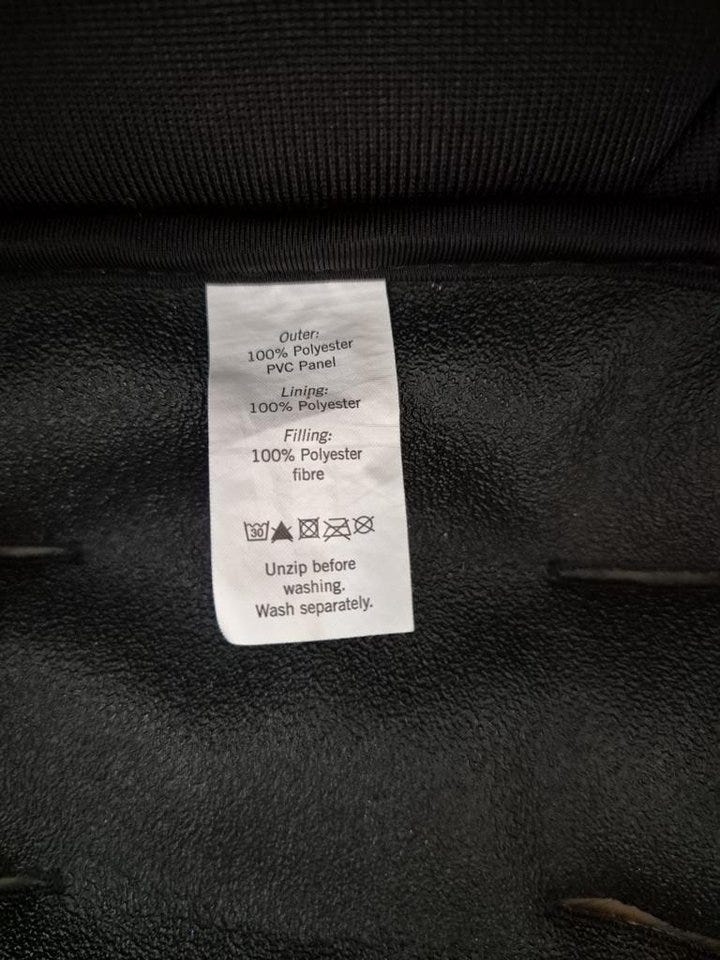 Outer:
100% Polyester
PVC Panel
Lining:
100% Polyester
Filling:
100% Polyester
fibre
30
Unzip before
washing.
Wash separately.